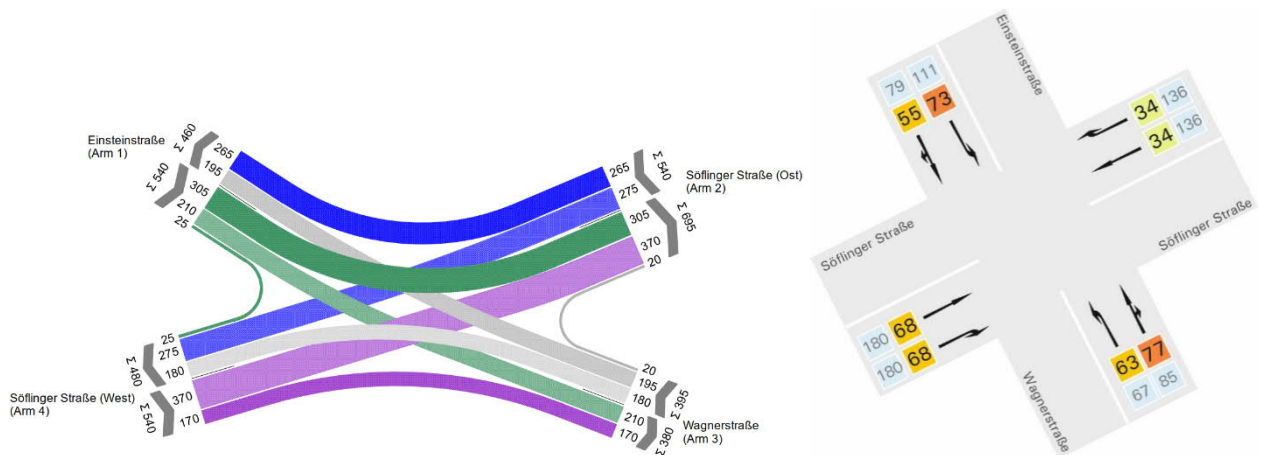 Einsteinstraße
(Arm 1)
Σ 460
265
195
Σ 540
305
210
25
265
275
Σ 540
Söflinger Straße (Ost)
(Arm 2)
305
370
20
Σ 695
25
275
180
Σ 480
Söflinger Straße (West)
(Arm 4)
370
170
Σ 540
20
195
180
Σ 395
210
170
Σ 380
Wagnerstraße
(Arm 3)
Einsteinstraße
79 111
55 73
34 136
34 136
Söflinger Straße
Söflinger Straße
180 68
180 68
Wagnerstraße
63 77
67 85